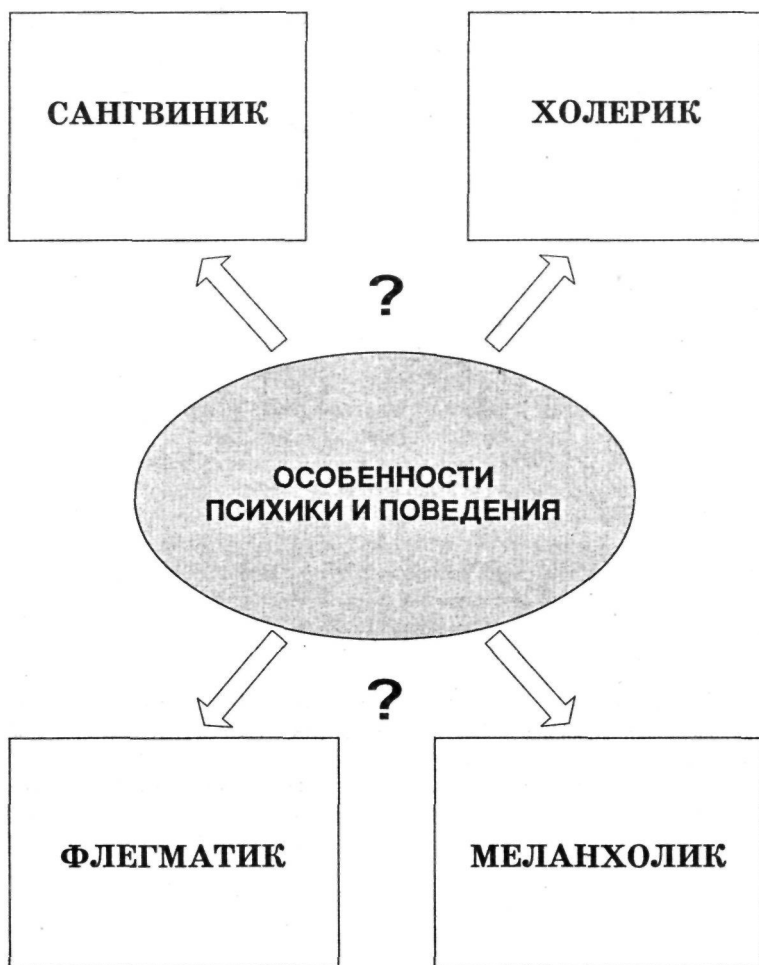 САНГВИНИК
ХОЛЕРИК
?
ОСОБЕННОСТИ
ПСИХИКИ И ПОВЕДЕНИЯ
?
ФЛЕГМАТИК
МЕЛАНХОЛИК